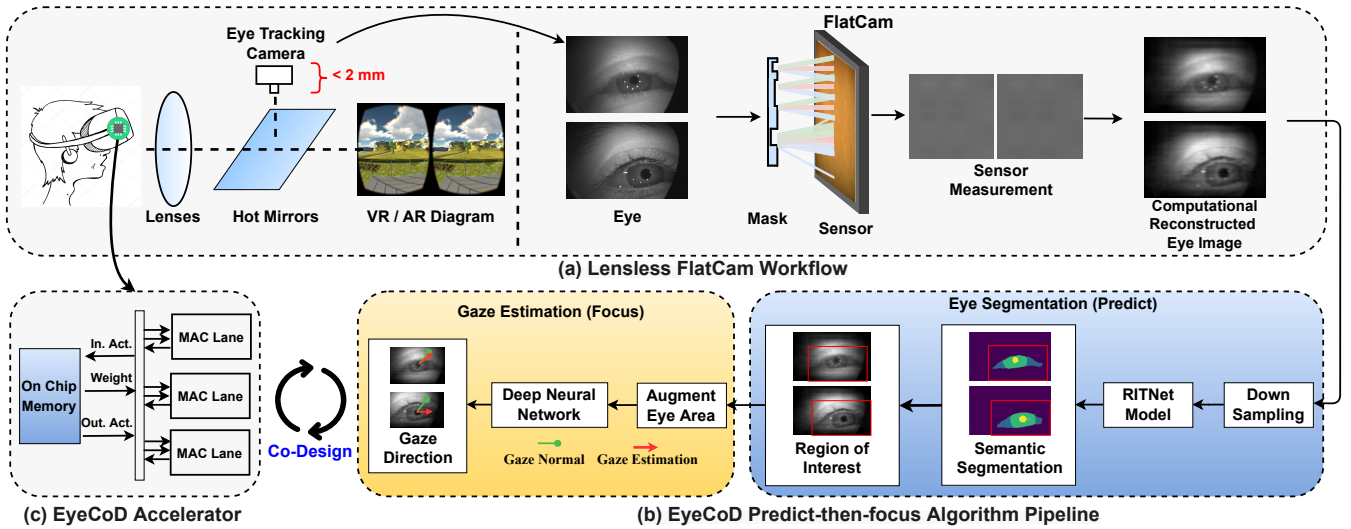 FlatCam
Eye Tracking
Camera
< 2 mm
Lenses
Hot Mirrors
VR / AR Diagram
Eye
Mask
Sensor
Sensor
Measurement
Computational
Reconstructed
Eye Image
(a) Lensless FlatCam Workflow
On Chip
Memory
In. Act.
Weight
Out. Act.
MAC Lane
MAC Lane
MAC Lane
Co-Design
Gaze Estimation (Focus)
Gaze
Direction
Deep Neural
Network
Augment
Eye Area
Gaze Normal
Gaze Estimation
Eye Segmentation (Predict)
Region of
Interest
Semantic
Segmentation
RITNet
Model
Down
Sampling
(c) EyeCoD Accelerator
(b) EyeCoD Predict-then-focus Algorithm Pipeline